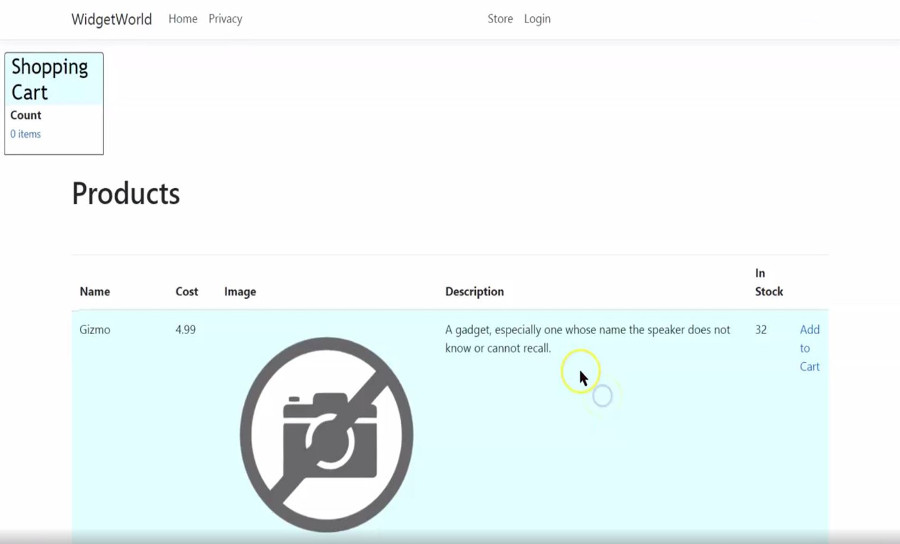 WidgetWorld Home Privacy Store Login
Shopping
Cart
Count
0 items
Products
Name Cost Image Description In
Stock
Gizmo 4.99 A gadget, especially one whose name the speaker does not
know or cannot recall. 32 Add
to
Cart